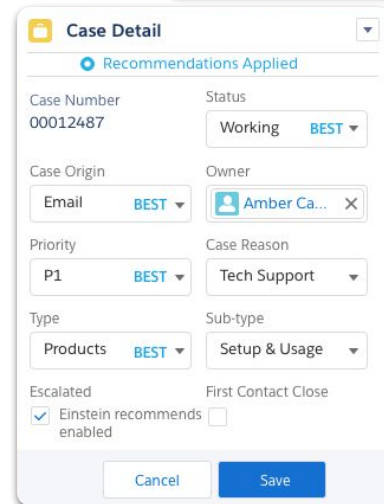 Case Detail
Recommendations Applied
Case Number
00012487
Status
Working BEST
Case Origin
Email BEST
Owner
Amber Ca...
Priority
P1 BEST
Case Reason
Tech Support
Type
Products BEST
Sub-type
Setup & Usage
Escalated
Einstein recommends
enabled
First Contact Close
Cancel
Save